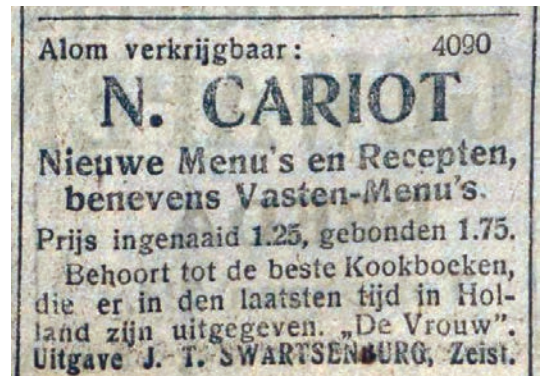 Alom verkrijgbaar: 4090
N. CARIOT
Nieuwe Menu's en Recepten,
benevens Vasten-Menu's.
Prijs ingenaaid 1.25, gebonden 1.75.
Behoort tot de beste Kookboeken,
die er in den laatsten tijd in Hol-
land zijn uitgegeven. „De Vrouw".
Uitgave J. T. SWARTSENBURG, Zeist.